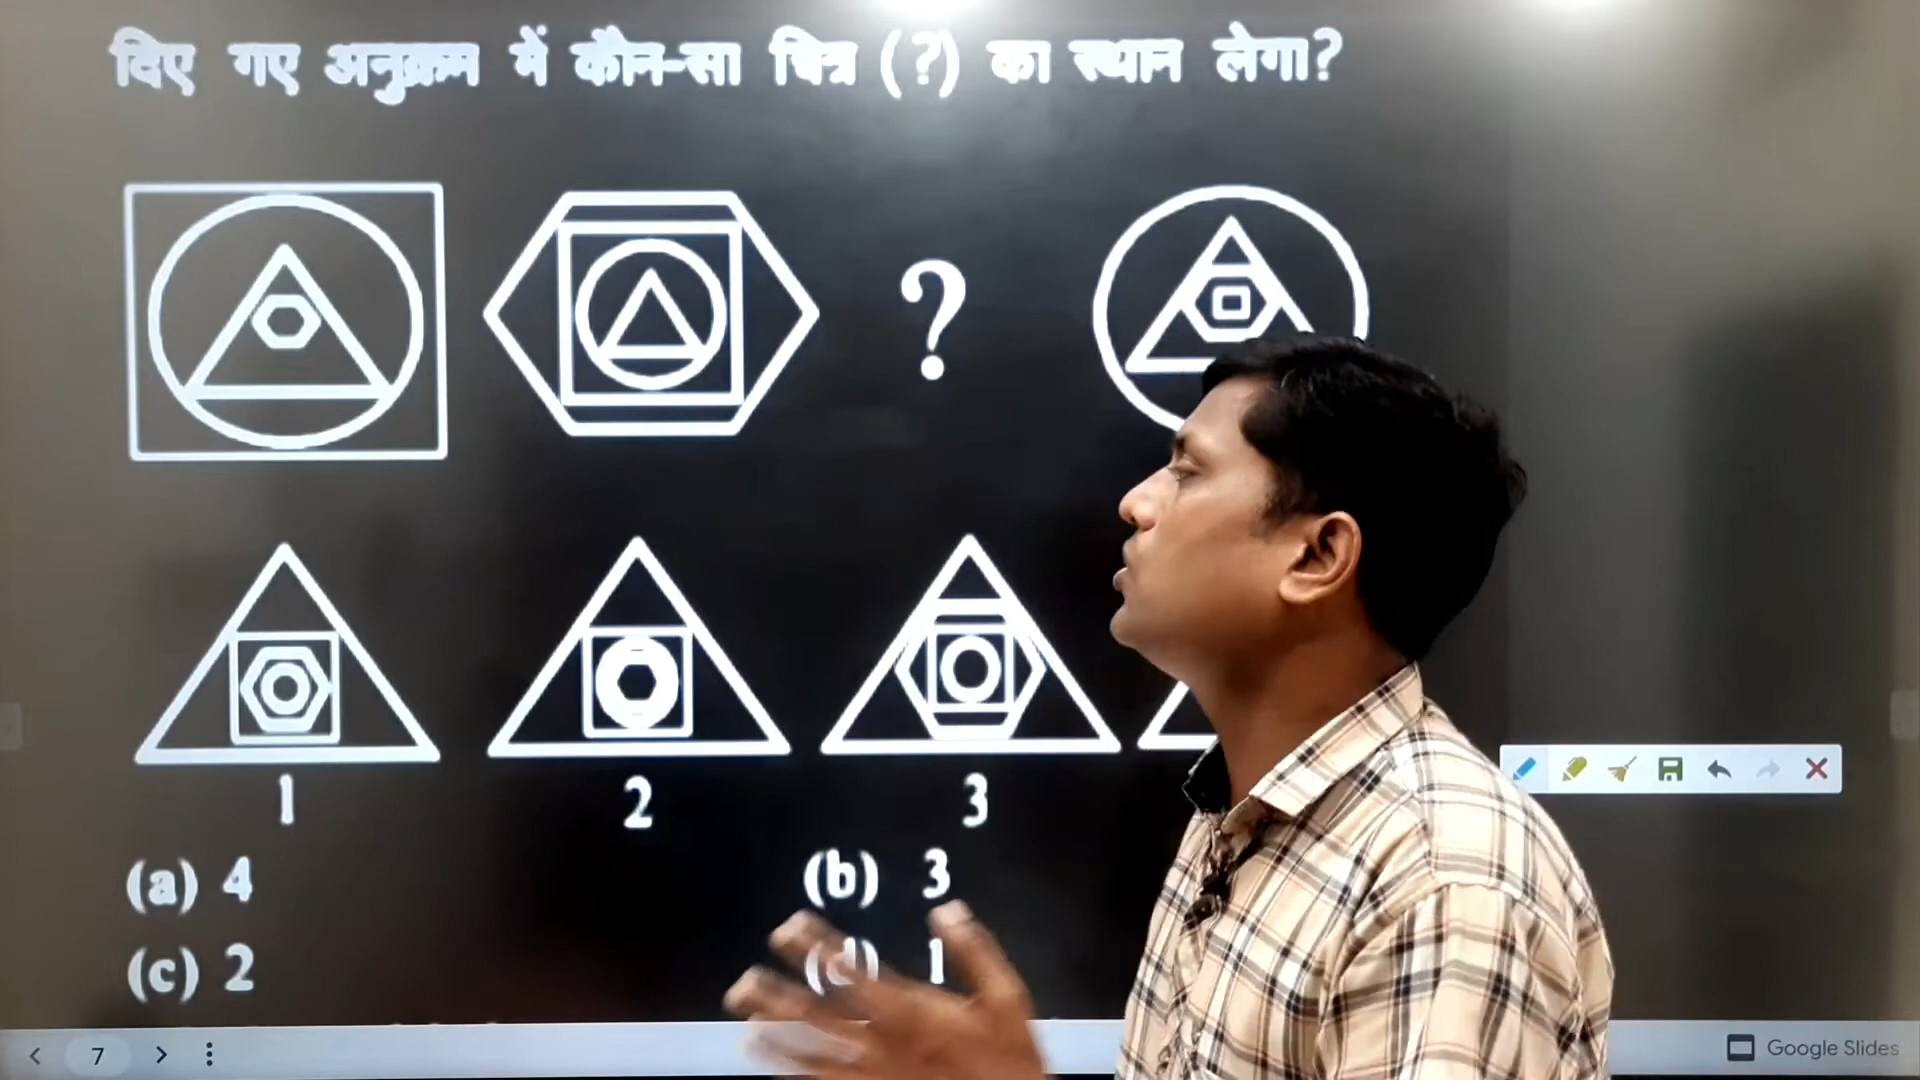 दिए गए अनुक्रम में कौन-सा चित्र (?) का स्थान लेगा?
?
1 2 3
(a) 4 (b) 3
(c) 2 (d) 1
7 Google Slides